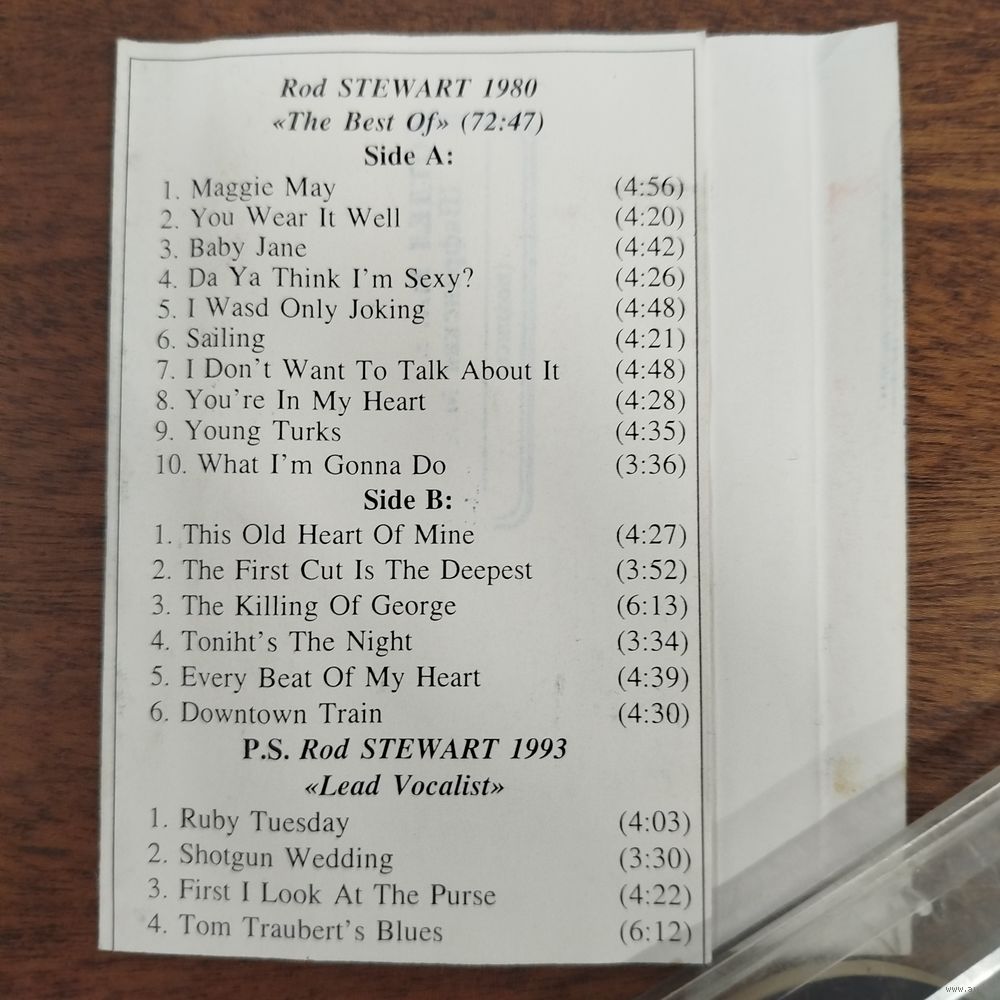 Rod STEWART 1980
«The Best Of» (72:47)
Side A:
1. Maggie May (4:56)
2. You Wear It Well (4:20)
3. Baby Jane (4:42)
4. Da Ya Think I'm Sexy? (4:26)
5. I Wasd Only Joking (4:48)
6. Sailing (4:21)
7. I Don't Want To Talk About It (4:48)
8. You're In My Heart (4:28)
9. Young Turks (4:35)
10. What I'm Gonna Do (3:36)
Side B:
1. This Old Heart Of Mine (4:27)
2. The First Cut Is The Deepest (3:52)
3. The Killing Of George (6:13)
4. Toniht's The Night (3:34)
5. Every Beat Of My Heart (4:39)
6. Downtown Train (4:30)
P.S. Rod STEWART 1993
«Lead Vocalist»
1. Ruby Tuesday (4:03)
2. Shotgun Wedding (3:30)
3. First I Look At The Purse (4:22)
4. Tom Traubert's Blues (6:12)